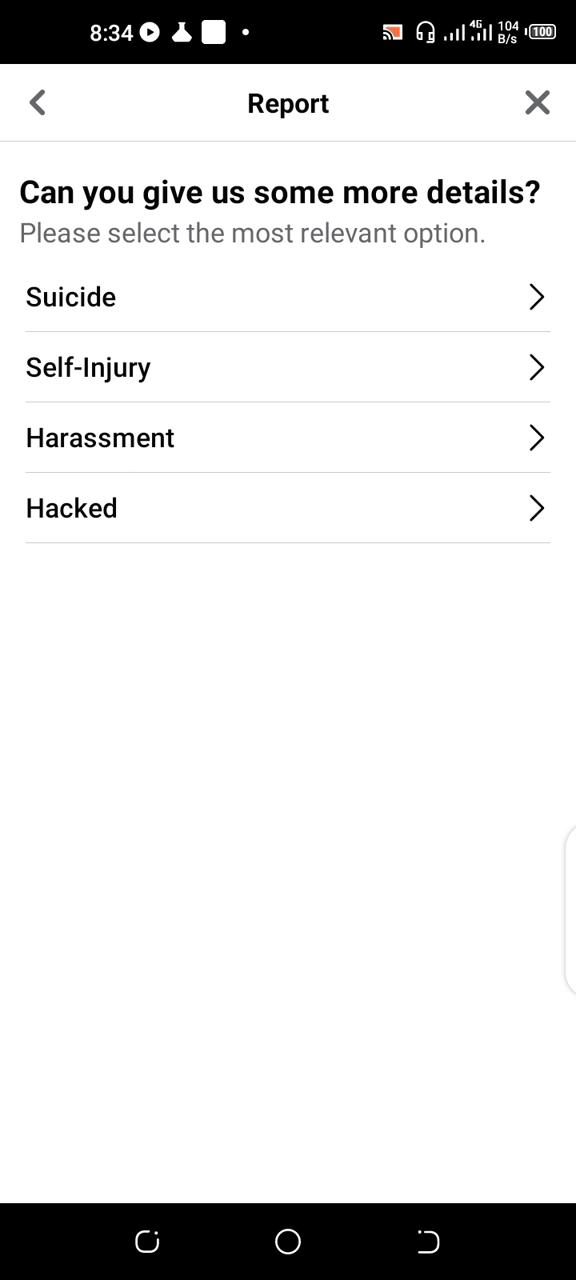 8:34
4G
104
B/s
100
Report
Can you give us some more details?
Please select the most relevant option.
Suicide
Self-Injury
Harassment
Hacked